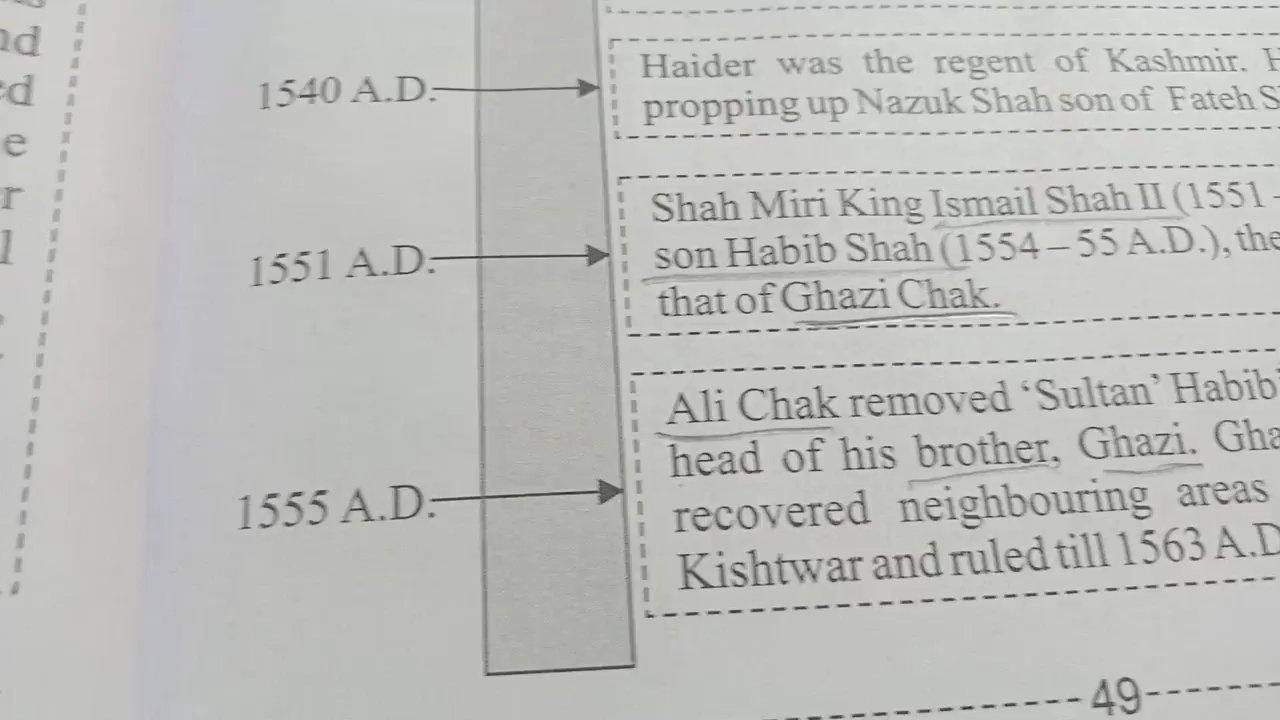 nd
ed
e
r
l
1540 A.D.
Haider was the regent of Kashmir. H
propping up Nazuk Shah son of Fateh S
1551 A.D.
Shah Miri King Ismail Shah II (1551 –
son Habib Shah (1554 – 55 A.D.), the
that of Ghazi Chak.
1555 A.D.
Ali Chak removed ‘Sultan’ Habib
head of his brother, Ghazi. Gha
recovered neighbouring areas
Kishtwar and ruled till 1563 A.D
49